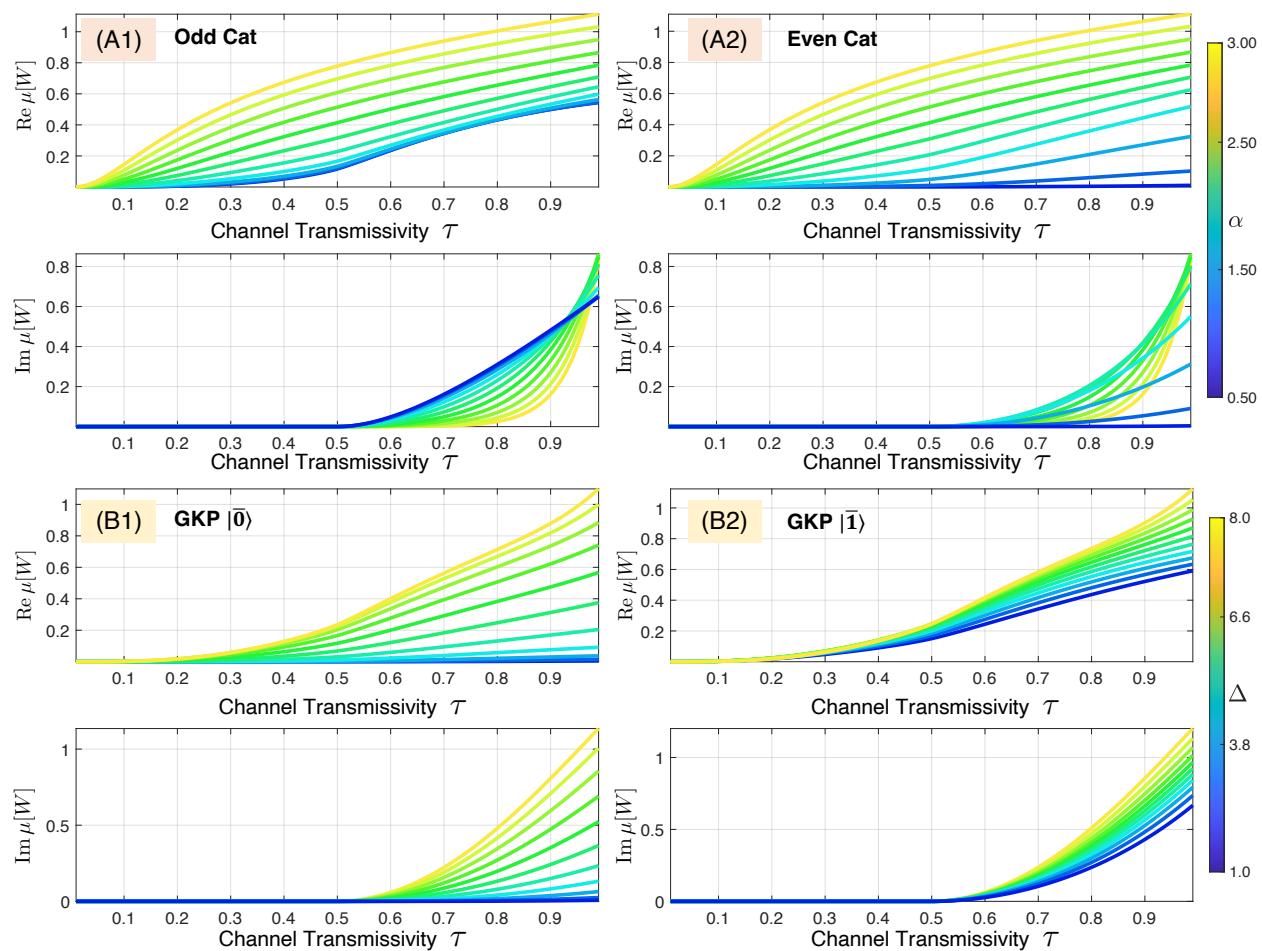 (A1) Odd Cat
Re μ[W]
1
0.8
0.6
0.4
0.2
0.1 0.2 0.3 0.4 0.5 0.6 0.7 0.8 0.9
Channel Transmissivity τ
(A2) Even Cat
Re μ[W]
1
0.8
0.6
0.4
0.2
0.1 0.2 0.3 0.4 0.5 0.6 0.7 0.8 0.9
Channel Transmissivity τ
Im μ[W]
0.8
0.6
0.4
0.2
0.1 0.2 0.3 0.4 0.5 0.6 0.7 0.8 0.9
Channel Transmissivity τ
Im μ[W]
0.8
0.6
0.4
0.2
0.1 0.2 0.3 0.4 0.5 0.6 0.7 0.8 0.9
Channel Transmissivity τ
3.00
2.50
α
1.50
0.50
(B1) GKP |0̄⟩
Re μ[W]
1
0.8
0.6
0.4
0.2
0.1 0.2 0.3 0.4 0.5 0.6 0.7 0.8 0.9
Channel Transmissivity τ
(B2) GKP |1̄⟩
Re μ[W]
1
0.8
0.6
0.4
0.2
0.1 0.2 0.3 0.4 0.5 0.6 0.7 0.8 0.9
Channel Transmissivity τ
Im μ[W]
1
0.5
0
0.1 0.2 0.3 0.4 0.5 0.6 0.7 0.8 0.9
Channel Transmissivity τ
Im μ[W]
1
0.5
0
0.1 0.2 0.3 0.4 0.5 0.6 0.7 0.8 0.9
Channel Transmissivity τ
8.0
6.6
Δ
3.8
1.0